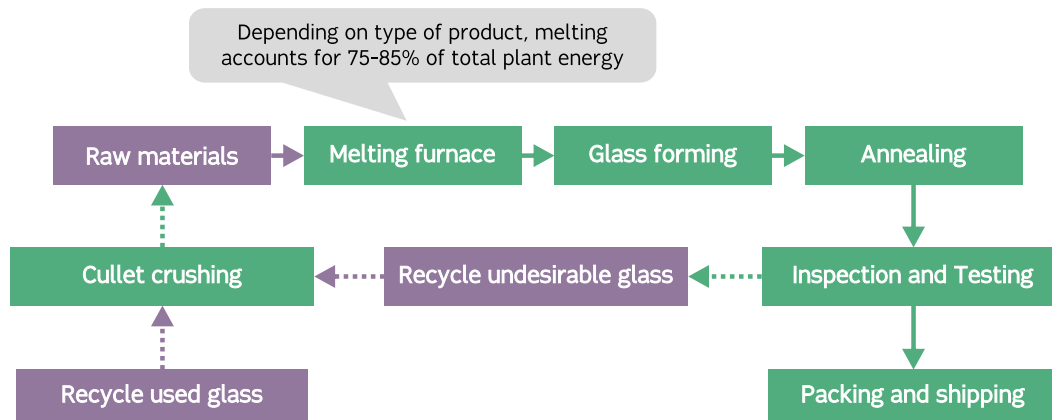 Depending on type of product, melting
accounts for 75-85% of total plant energy
Raw materials
Melting furnace
Glass forming
Annealing
Cullet crushing
Recycle undesirable glass
Inspection and Testing
Recycle used glass
Packing and shipping